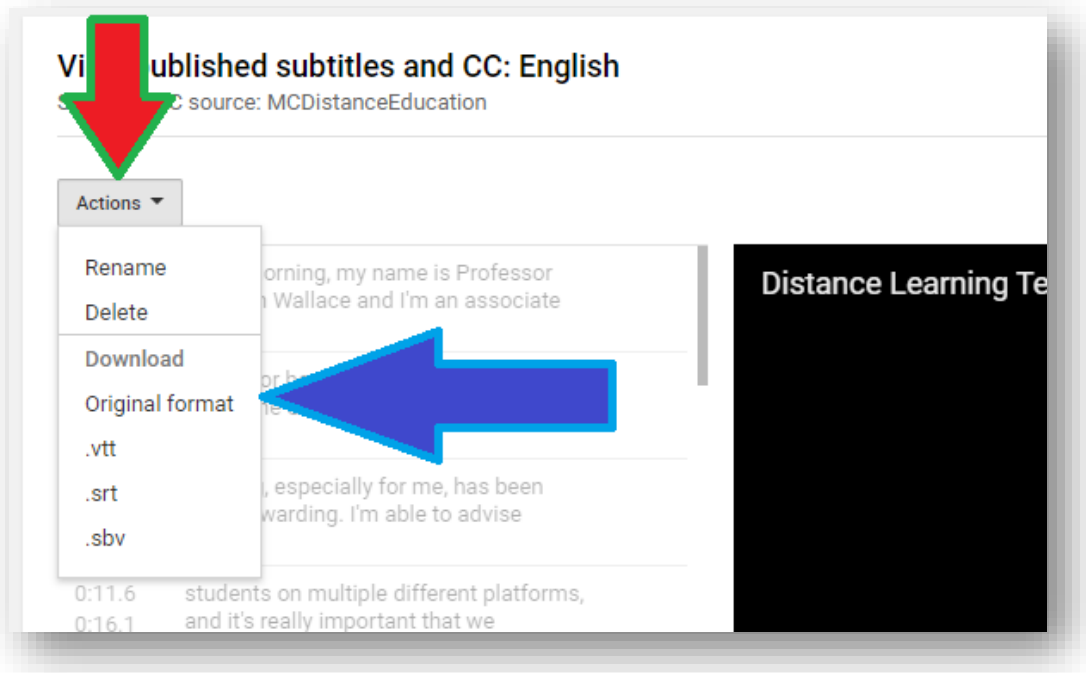 ublished subtitles and CC: English
source: MCDistanceEducation
Actions
Rename
Delete
Download
Original format
.vtt
.srt
.sbv
orning, my name is Professor
Wallace and I'm an associate
especially for me, has been
warding. I'm able to advise
0:11.6 students on multiple different platforms,
0:16.1 and it's really important that we
Distance Learning Te